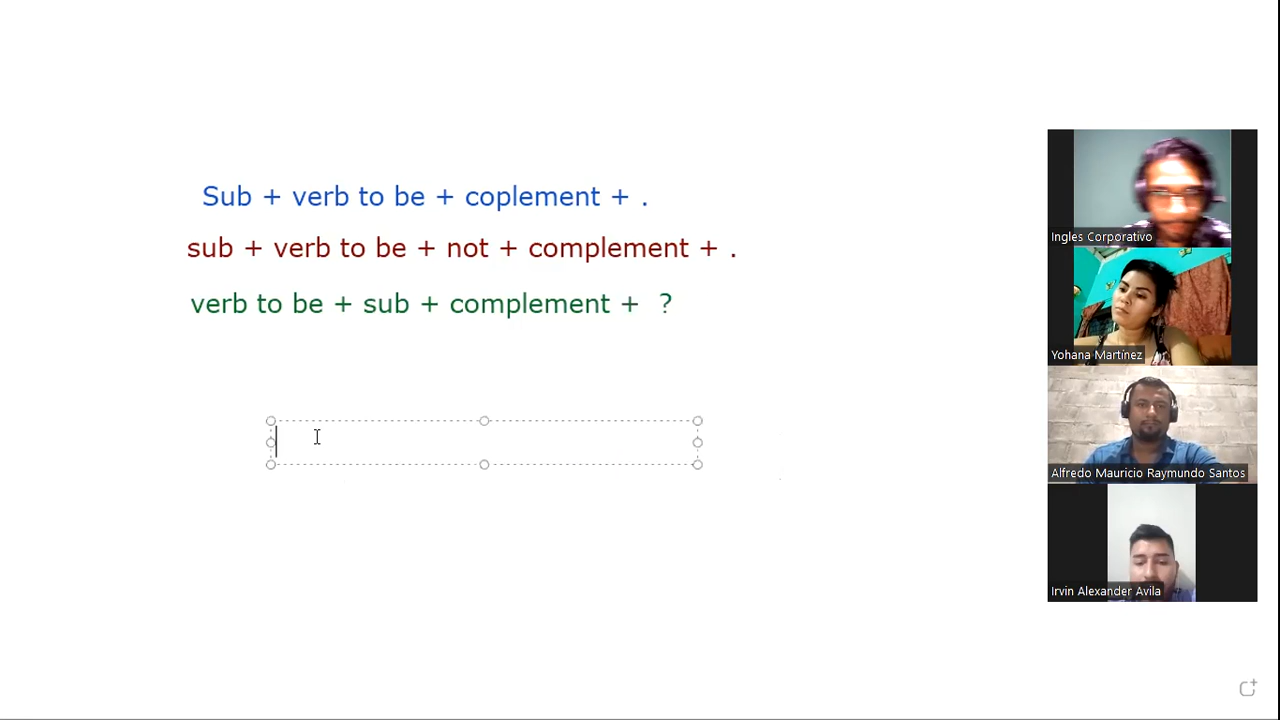 Sub + verb to be + coplement + .
sub + verb to be + not + complement + .
verb to be + sub + complement + ?
Ingles Corporativo
Yohana Martínez
Alfredo Mauricio Raymundo Santos
Irvin Alexander Avila